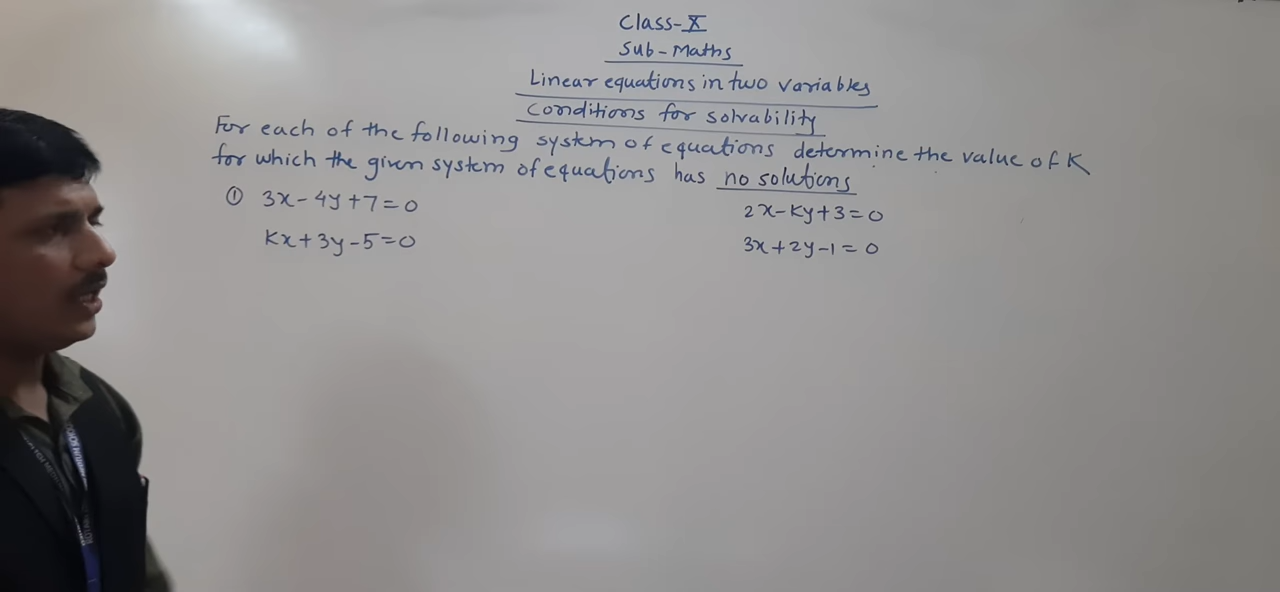 Class-X
Sub-Maths
Linear equations in two variables
Conditions for solvability
For each of the following system of equations determine the value of K
for which the given system of equations has no solutions
① 3x-4y+7=0
2x-Ky+3=0
Kx+3y-5=0
3x+2y-1=0